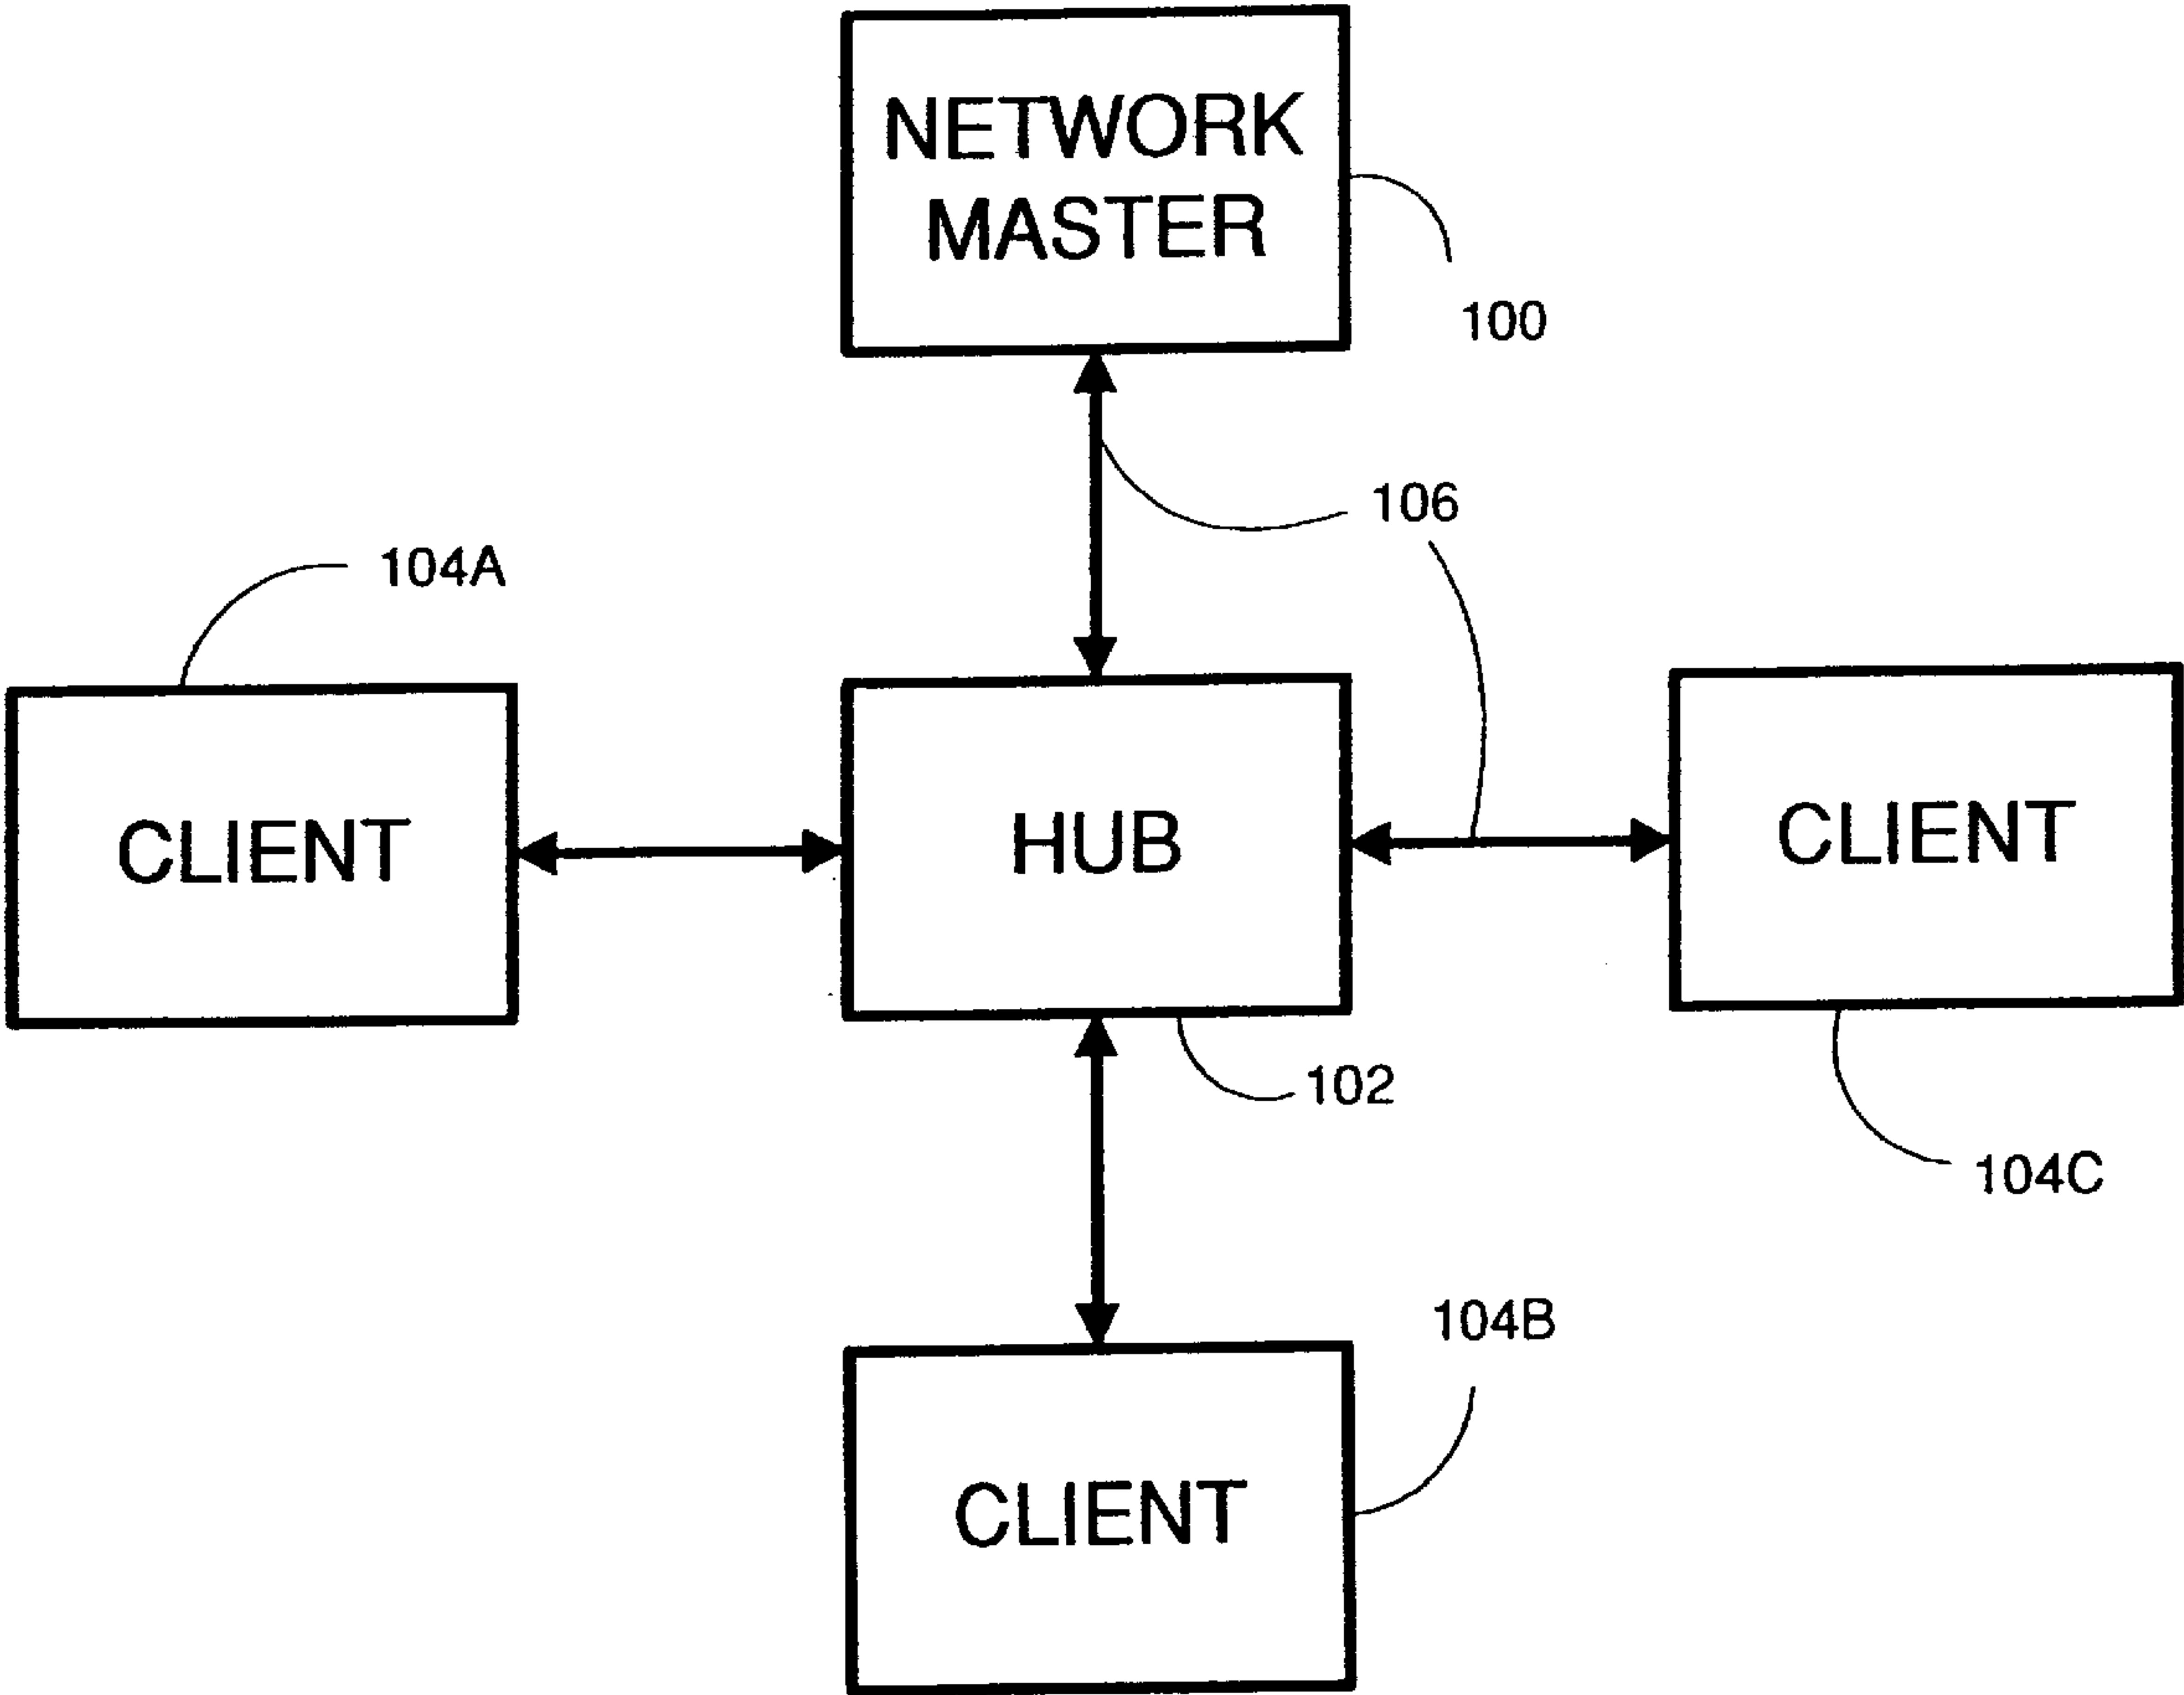 NETWORK
MASTER
100
106
104A
CLIENT
HUB
CLIENT
102
104C
104B
CLIENT